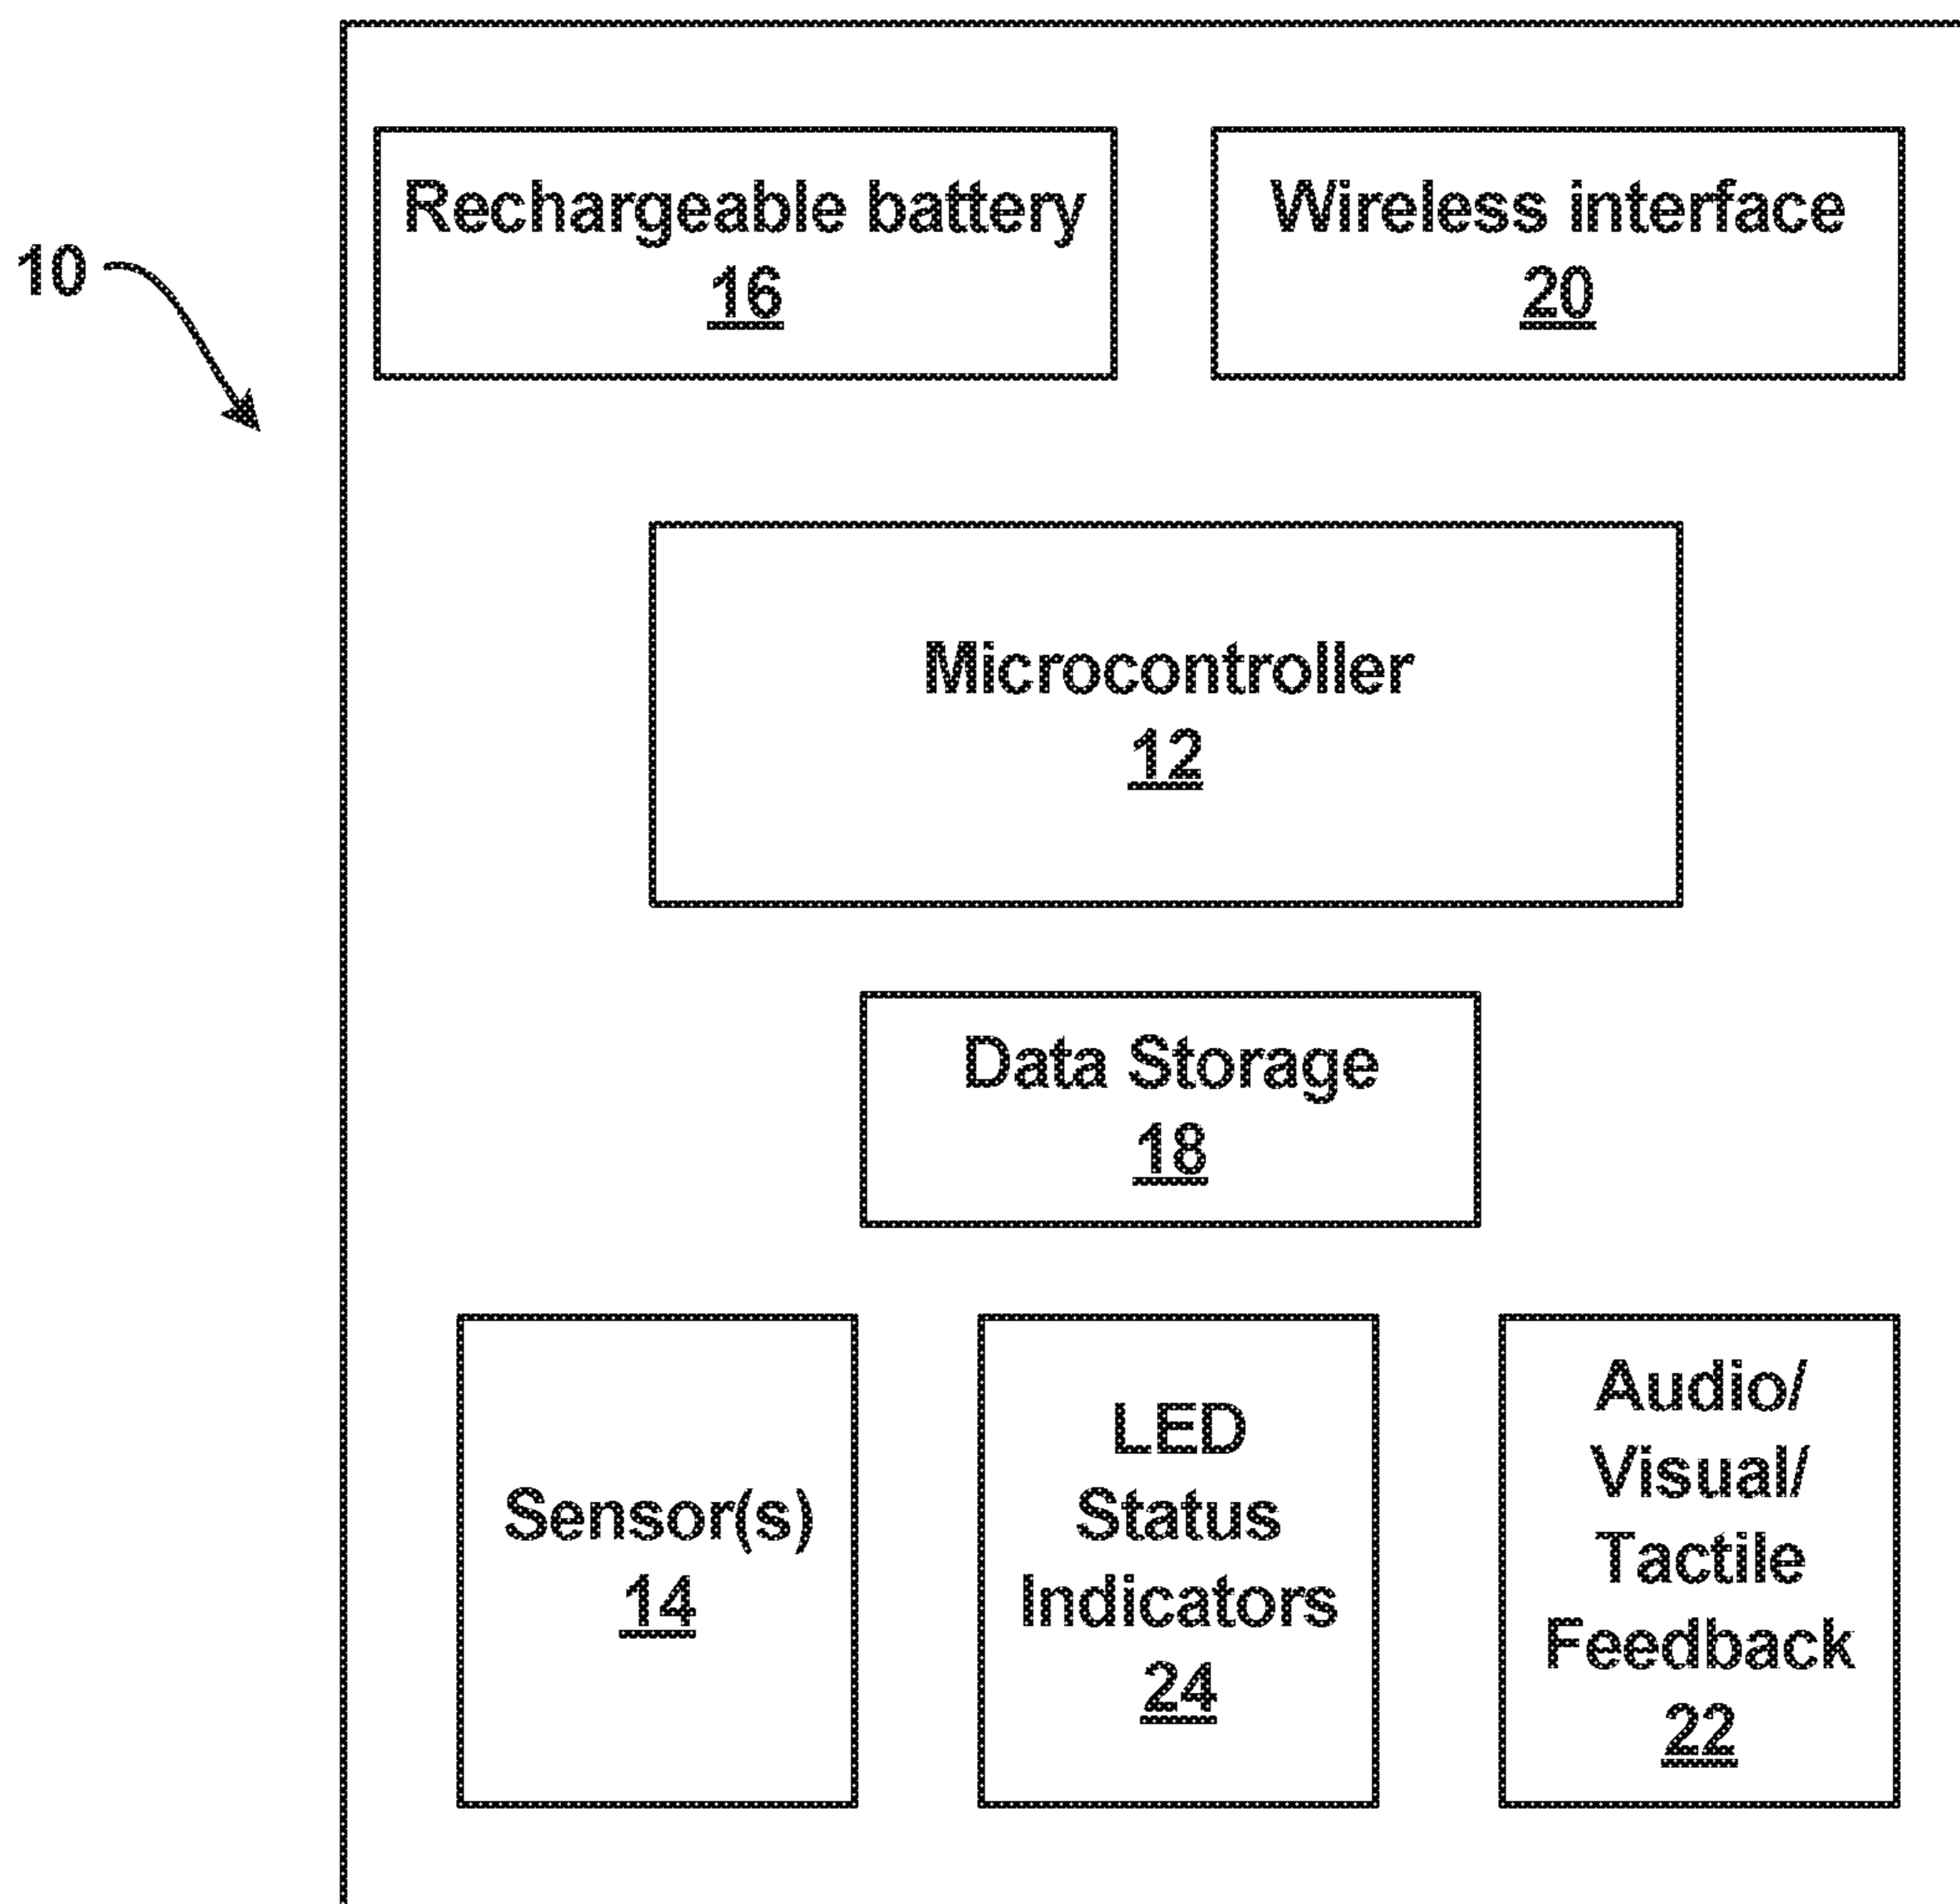 10
Rechargeable battery
16
Wireless interface
20
Microcontroller
12
Data Storage
18
Sensor(s)
14
LED
Status
Indicators
24
Audio/
Visual/
Tactile
Feedback
22